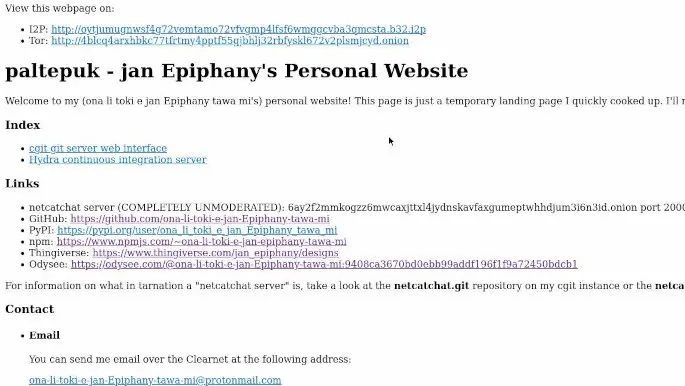 View this webpage on:
• I2P: http://oytjumugnwsf4g72vemtamo72vfvgmp4lfsf6wmggcvba3gmcsta.b32.i2p
• Tor: http://4blcq4arxhbkc77tfrtmy4pptf55gjbhlj32rbfyskl672v2plsmjcyd.onion
paltepuk - jan Epiphany's Personal Website
Welcome to my (ona li toki e jan Epiphany tawa mi's) personal website! This page is just a temporary landing page I quickly cooked up. I'll
Index
• cgit git server web interface
• Hydra continuous integration server
Links
• netcatchat server (COMPLETELY UNMODERATED): 6ay2f2mmkogzz6mwcaxjttxl4jydnskavfaxgumeptwhhdjum3i6n3id.onion port 2000
• GitHub: https://github.com/ona-li-toki-e-jan-Epiphany-tawa-mi
• PyPI: https://pypi.org/user/ona_li_toki_e_jan_Epiphany_tawa_mi
• npm: https://www.npmjs.com/~ona-li-toki-e-jan-epiphany-tawa-mi
• Thingiverse: https://www.thingiverse.com/jan_epiphany/designs
• Odysee: https://odysee.com/@ona-li-toki-e-jan-Epiphany-tawa-mi:9408ca3670bd0ebb99addf196f1f9a72450bdcb1
For information on what in tarnation a "netcatchat server" is, take a look at the netcatchat.git repository on my cgit instance or the netca
Contact
• Email
You can send me email over the Clearnet at the following address:
ona-li-toki-e-jan-Epiphany-tawa-mi@protonmail.com